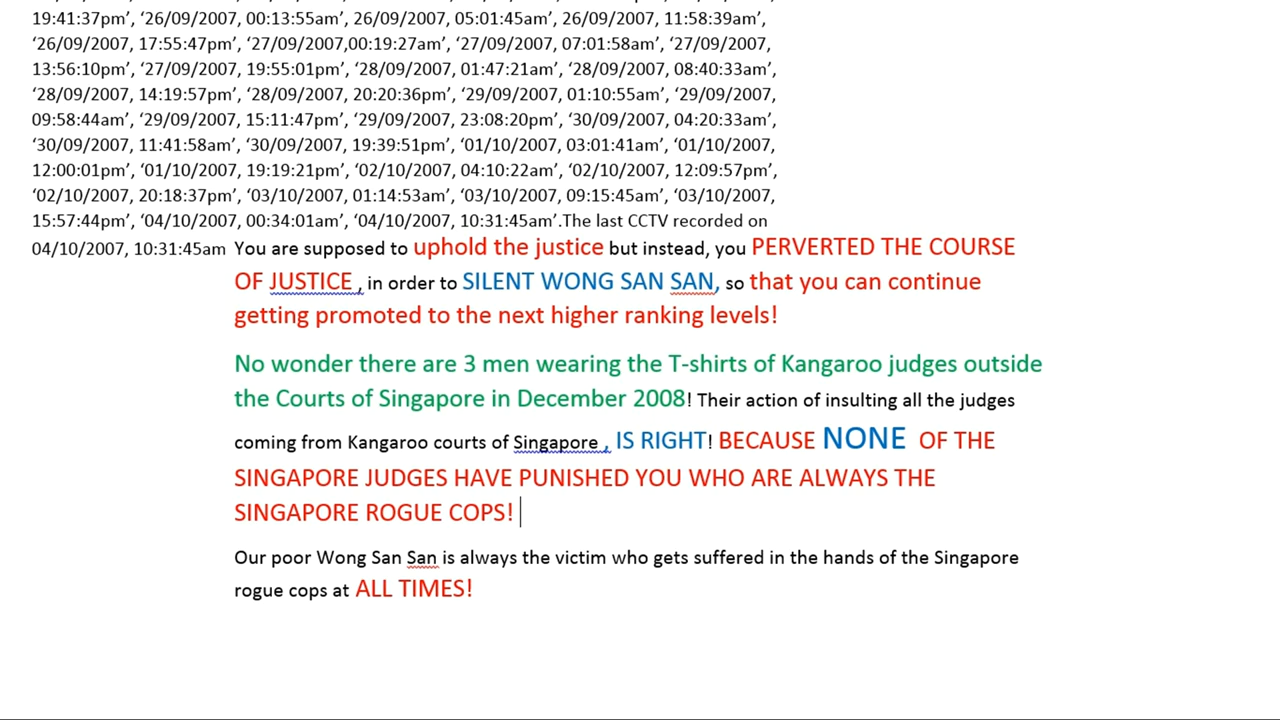 19:41:37pm’, ‘26/09/2007, 00:13:55am’, 26/09/2007, 05:01:45am’, 26/09/2007, 11:58:39am’,
‘26/09/2007, 17:55:47pm’, ‘27/09/2007,00:19:27am’, ‘27/09/2007, 07:01:58am’, ‘27/09/2007,
13:56:10pm’, ‘27/09/2007, 19:55:01pm’, ‘28/09/2007, 01:47:21am’, ‘28/09/2007, 08:40:33am’,
‘28/09/2007, 14:19:57pm’, ‘28/09/2007, 20:20:36pm’, ‘29/09/2007, 01:10:55am’, ‘29/09/2007,
09:58:44am’, ‘29/09/2007, 15:11:47pm’, ‘29/09/2007, 23:08:20pm’, ‘30/09/2007, 04:20:33am’,
‘30/09/2007, 11:41:58am’, ‘30/09/2007, 19:39:51pm’, ‘01/10/2007, 03:01:41am’, ‘01/10/2007,
12:00:01pm’, ‘01/10/2007, 19:19:21pm’, ‘02/10/2007, 04:10:22am’, ‘02/10/2007, 12:09:57pm’,
‘02/10/2007, 20:18:37pm’, ‘03/10/2007, 01:14:53am’, ‘03/10/2007, 09:15:45am’, ‘03/10/2007,
15:57:44pm’, ‘04/10/2007, 00:34:01am’, ‘04/10/2007, 10:31:45am’.The last CCTV recorded on
04/10/2007, 10:31:45am You are supposed to uphold the justice but instead, you PERVERTED THE COURSE
OF JUSTICE , in order to SILENT WONG SAN SAN, so that you can continue
getting promoted to the next higher ranking levels!
No wonder there are 3 men wearing the T-shirts of Kangaroo judges outside
the Courts of Singapore in December 2008! Their action of insulting all the judges
coming from Kangaroo courts of Singapore , IS RIGHT! BECAUSE NONE OF THE
SINGAPORE JUDGES HAVE PUNISHED YOU WHO ARE ALWAYS THE
SINGAPORE ROGUE COPS!
Our poor Wong San San is always the victim who gets suffered in the hands of the Singapore
rogue cops at ALL TIMES!